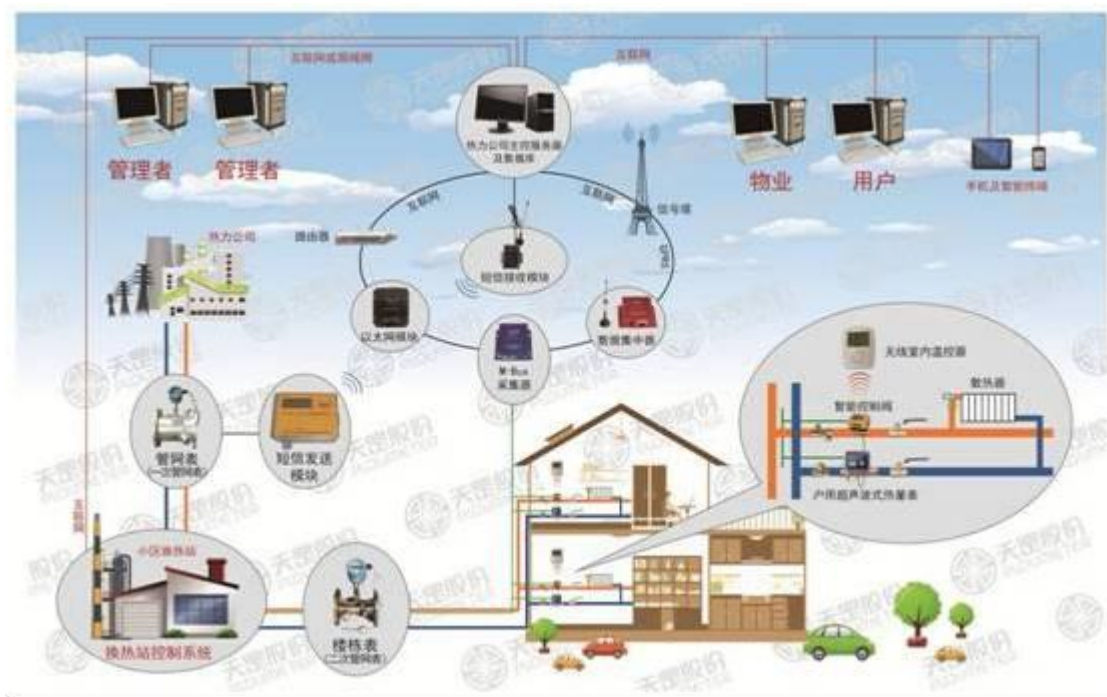 互联网或局域网
互联网
管理者
管理者
热力公司主控服务器
及数据库
物业
用户
手机及智能终端
互联网
互联网
信号塔
GPRS
热力公司
路由器
短信接收模块
以太网模块
数据集中器
M-Bus
采集器
无线室内温控器
散热器
智能控制阀
户用超声波式热量表
管网表
(一次管网表)
短信发送
模块
互联网
小区换热站
换热站控制系统
楼栋表
(二次管网表)
天罡股份